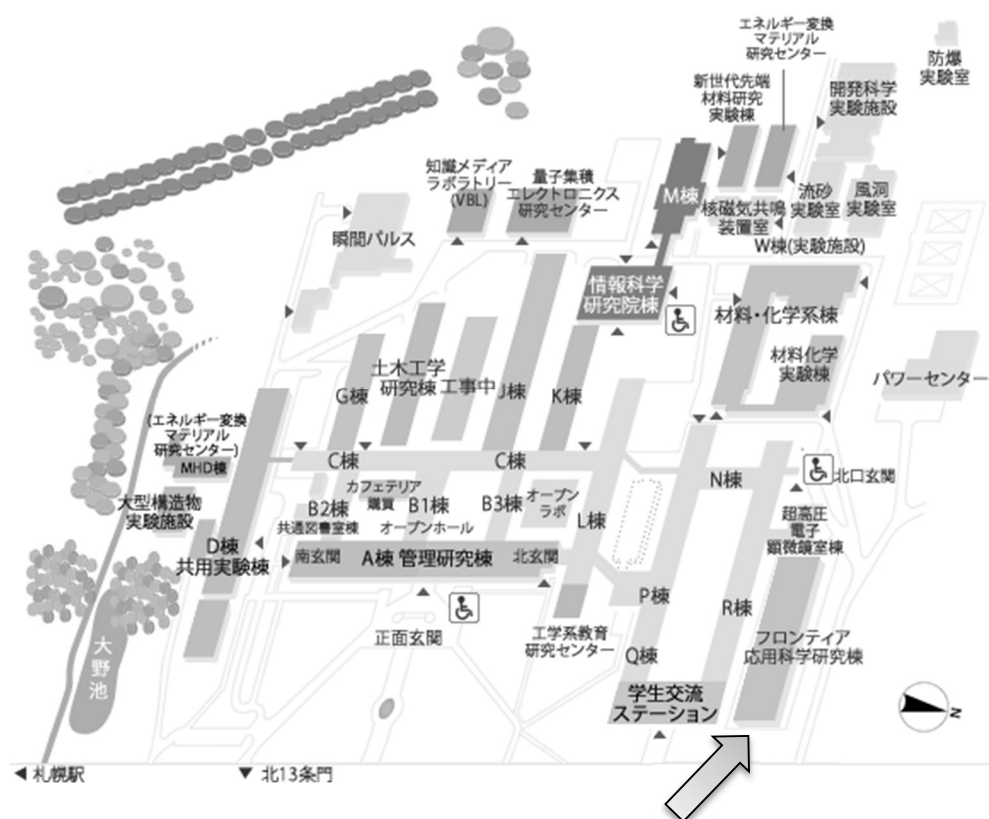 エネルギー変換
マテリアル
研究センター
防爆
実験室
新世代先端
材料研究
実験棟
開発科学
実験施設
知識メディア
ラボラトリー
(VBL)
量子集積
エレクトロニクス
研究センター
M棟
核磁気共鳴
装置室
流砂
実験室
風洞
実験室
瞬間パルス
W棟(実験施設)
情報科学
研究院棟
材料・化学系棟
材料化学
実験棟
パワーセンター
土木工学
研究棟
工事中
G棟
J棟
K棟
(エネルギー変換
マテリアル
研究センター)
MHD棟
C棟
C棟
N棟
北口玄関
大型構造物
実験施設
カフェテリア
購買
B2棟
B1棟
B3棟
オープン
ラボ
L棟
共通図書室棟
オープンホール
超高圧
電子
顕微鏡室棟
D棟
共用実験棟
南玄関
A棟 管理研究棟
北玄関
P棟
R棟
正面玄関
工学系教育
研究センター
フロンティア
応用科学研究棟
Q棟
大野池
学生交流
ステーション
N
札幌駅
北13条門